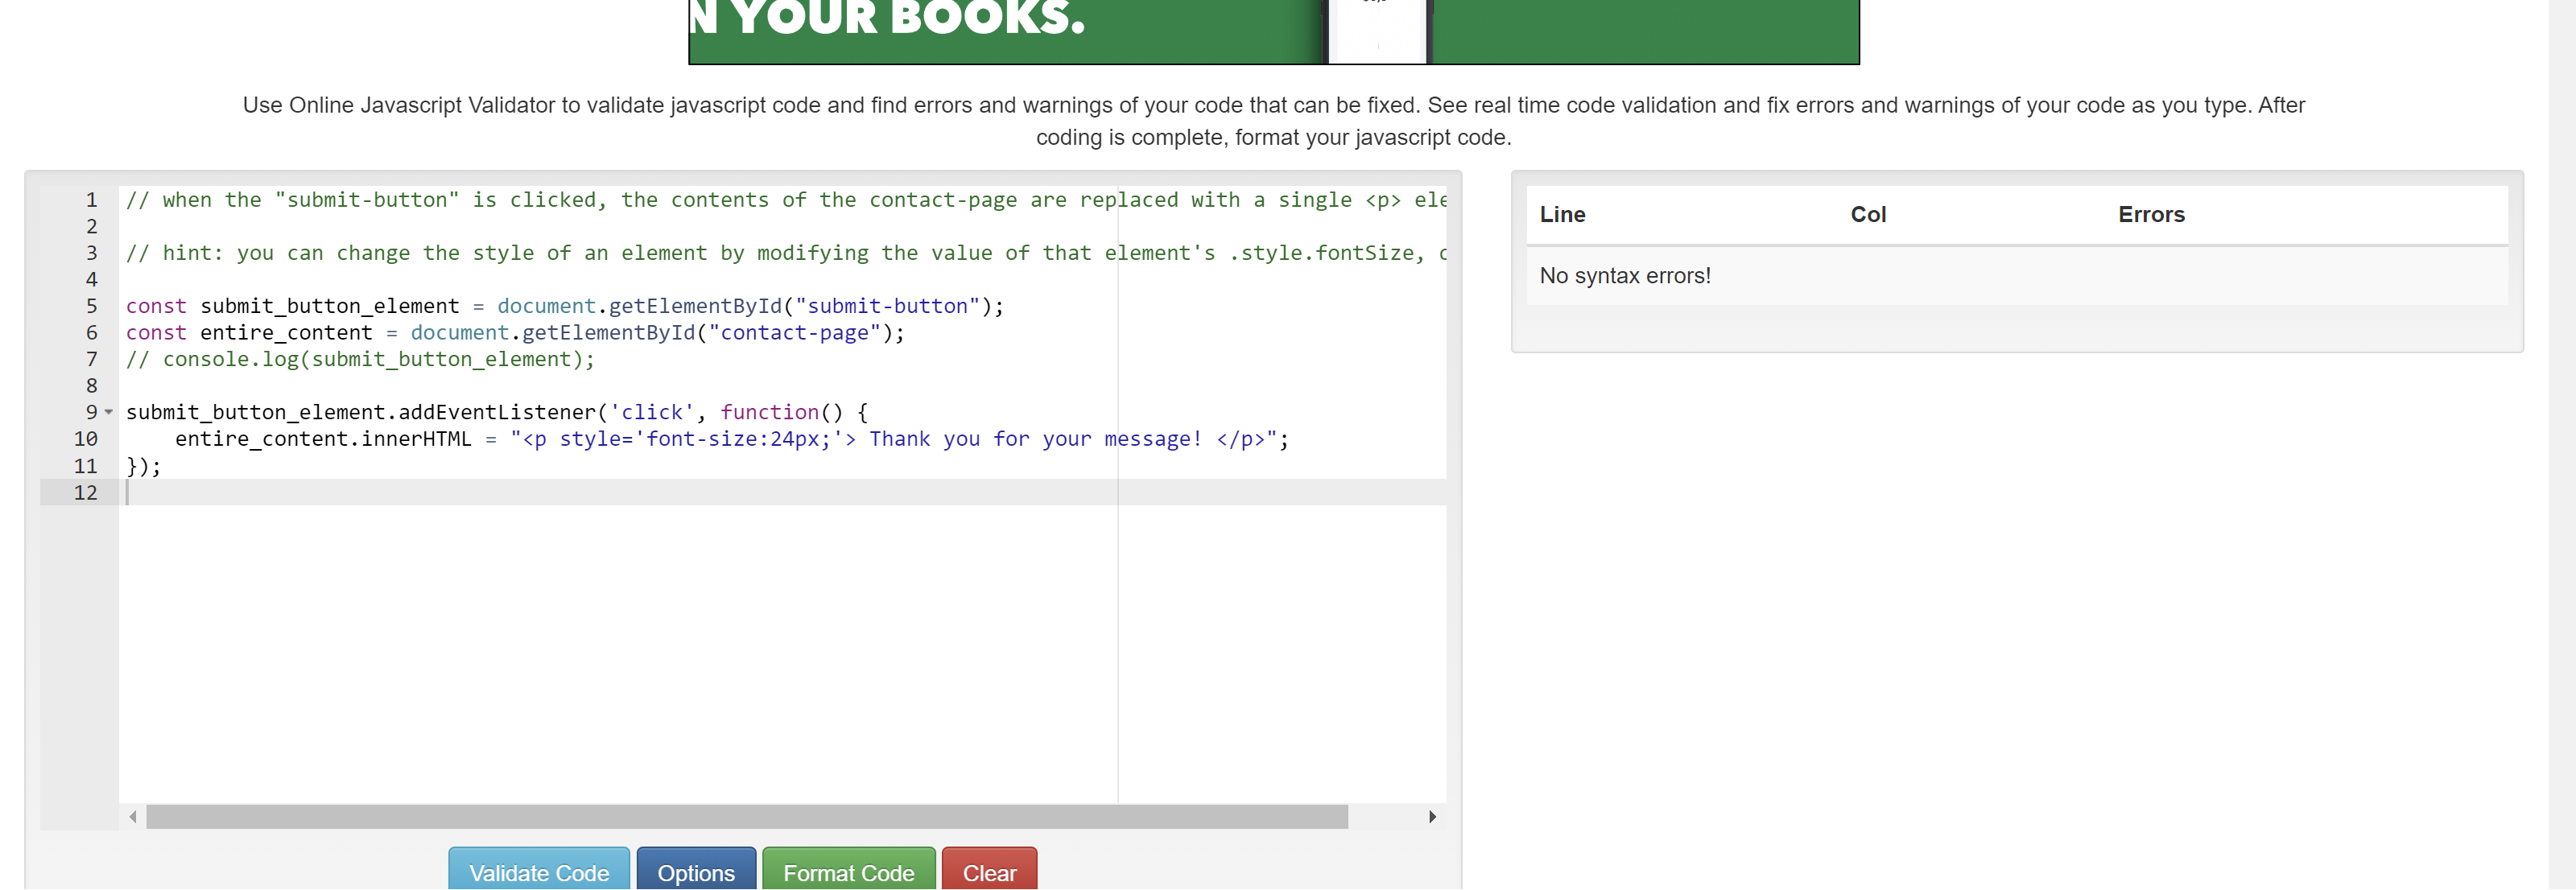 N YOUR BOOKS.
Use Online Javascript Validator to validate javascript code and find errors and warnings of your code that can be fixed. See real time code validation and fix errors and warnings of your code as you type. After
coding is complete, format your javascript code.
1 // when the "submit-button" is clicked, the contents of the contact-page are replaced with a single <p> ele
2
3 // hint: you can change the style of an element by modifying the value of that element's .style.fontSize,
4
5 const submit_button_element = document.getElementById("submit-button");
6 const entire_content = document.getElementById("contact-page");
7 // console.log(submit_button_element);
8
9 submit_button_element.addEventListener('click', function() {
10 entire_content.innerHTML = "<p style='font-size:24px;'> Thank you for your message! </p>";
11 });
12
Line Col Errors
No syntax errors!
Validate Code Options Format Code Clear